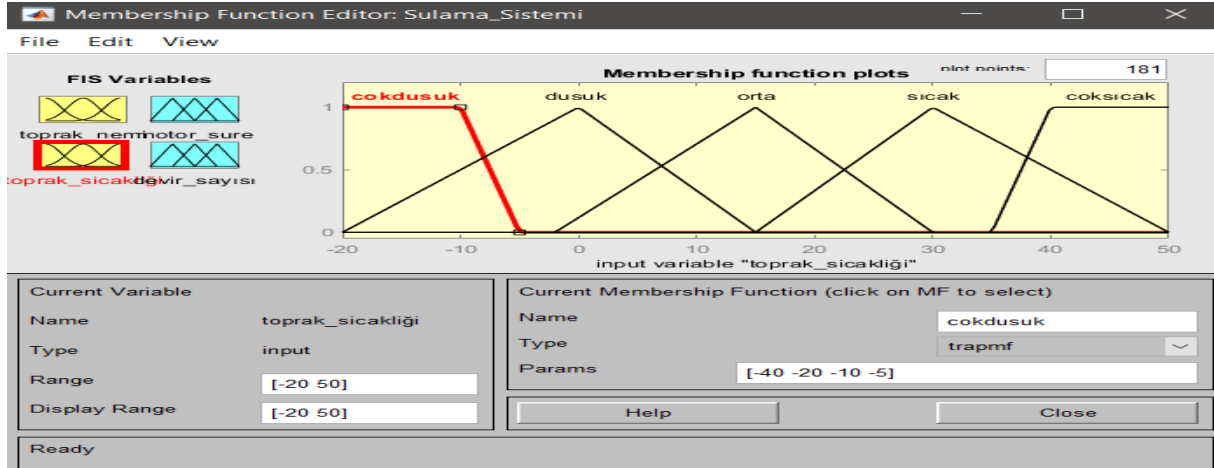 Membership Function Editor: Sulama_Sistemi
File Edit View
FIS Variables
toprak_nem motor_sure
toprak_sicakliği devir_sayısı
Membership function plots
plot points: 181
cokdusuk dusuk orta sıcak coksıcak
1
0.5
0
-20 -10 0 10 20 30 40 50
input variable "toprak_sicakliği"
Current Variable
Name toprak_sicakliği
Type input
Range [-20 50]
Display Range [-20 50]
Current Membership Function (click on MF to select)
Name cokdusuk
Type trapmf
Params [-40 -20 -10 -5]
Help Close
Ready